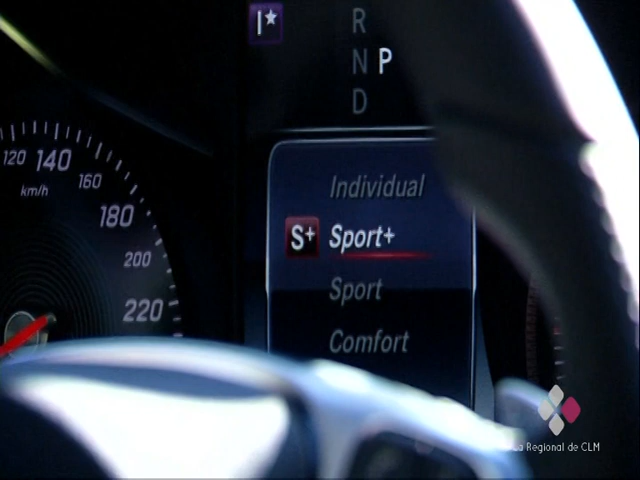 I★
R
N P
D
120 140
160
km/h
180
200
220
Individual
S+ Sport+
Sport
Comfort
La Regional de CLM